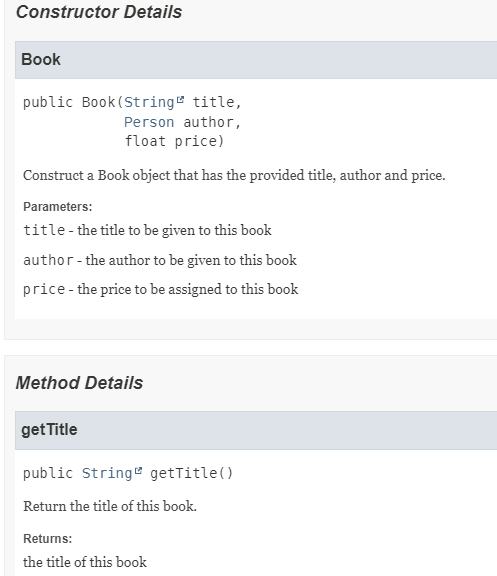 Constructor Details
Book
public Book(String title,
Person author,
float price)
Construct a Book object that has the provided title, author and price.
Parameters:
title - the title to be given to this book
author - the author to be given to this book
price - the price to be assigned to this book
Method Details
getTitle
public String getTitle()
Return the title of this book.
Returns:
the title of this book